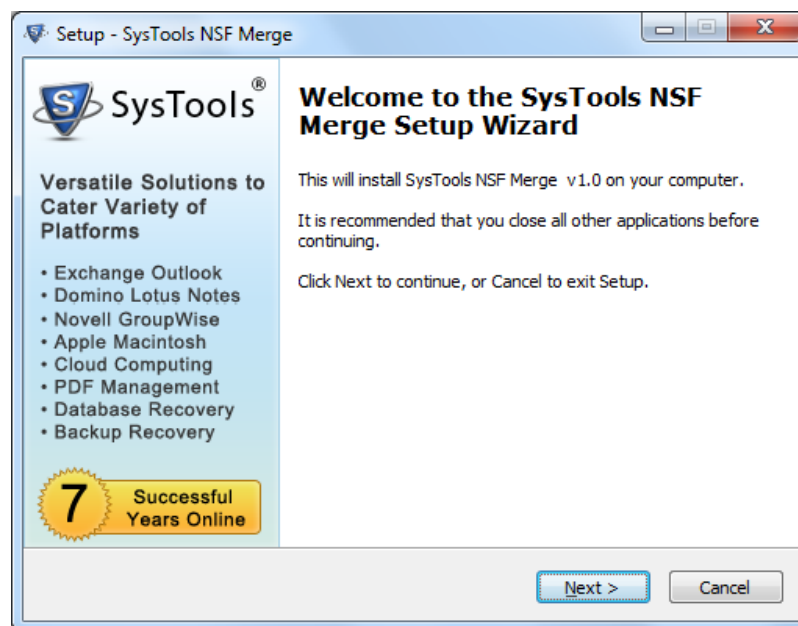 Setup - SysTools NSF Merge
SysTools®
Versatile Solutions to
Cater Variety of
Platforms
• Exchange Outlook
• Domino Lotus Notes
• Novell GroupWise
• Apple Macintosh
• Cloud Computing
• PDF Management
• Database Recovery
• Backup Recovery
7
Successful
Years Online
Welcome to the SysTools NSF
Merge Setup Wizard
This will install SysTools NSF Merge v1.0 on your computer.
It is recommended that you close all other applications before
continuing.
Click Next to continue, or Cancel to exit Setup.
Next >
Cancel